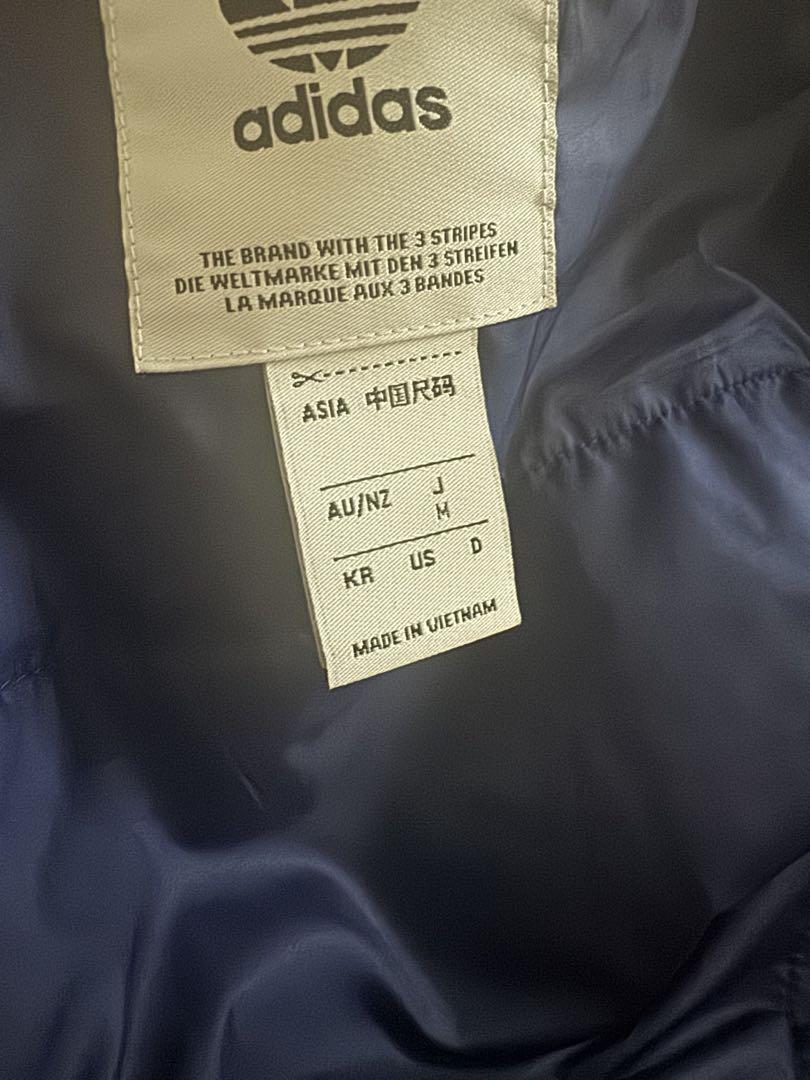 adidas
THE BRAND WITH THE 3 STRIPES
DIE WELTMARKE MIT DEN 3 STREIFEN
LA MARQUE AUX 3 BANDES
ASIA 中国尺码
AU/NZ J
M
KR US D
MADE IN VIETNAM